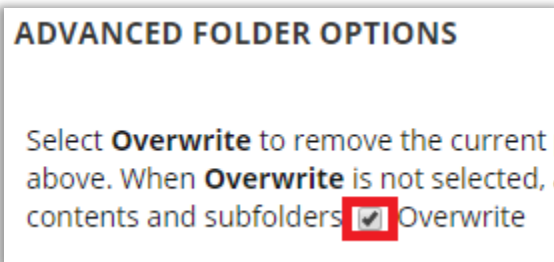 ADVANCED FOLDER OPTIONS
Select Overwrite to remove the current
above. When Overwrite is not selected,
contents and subfolders Overwrite